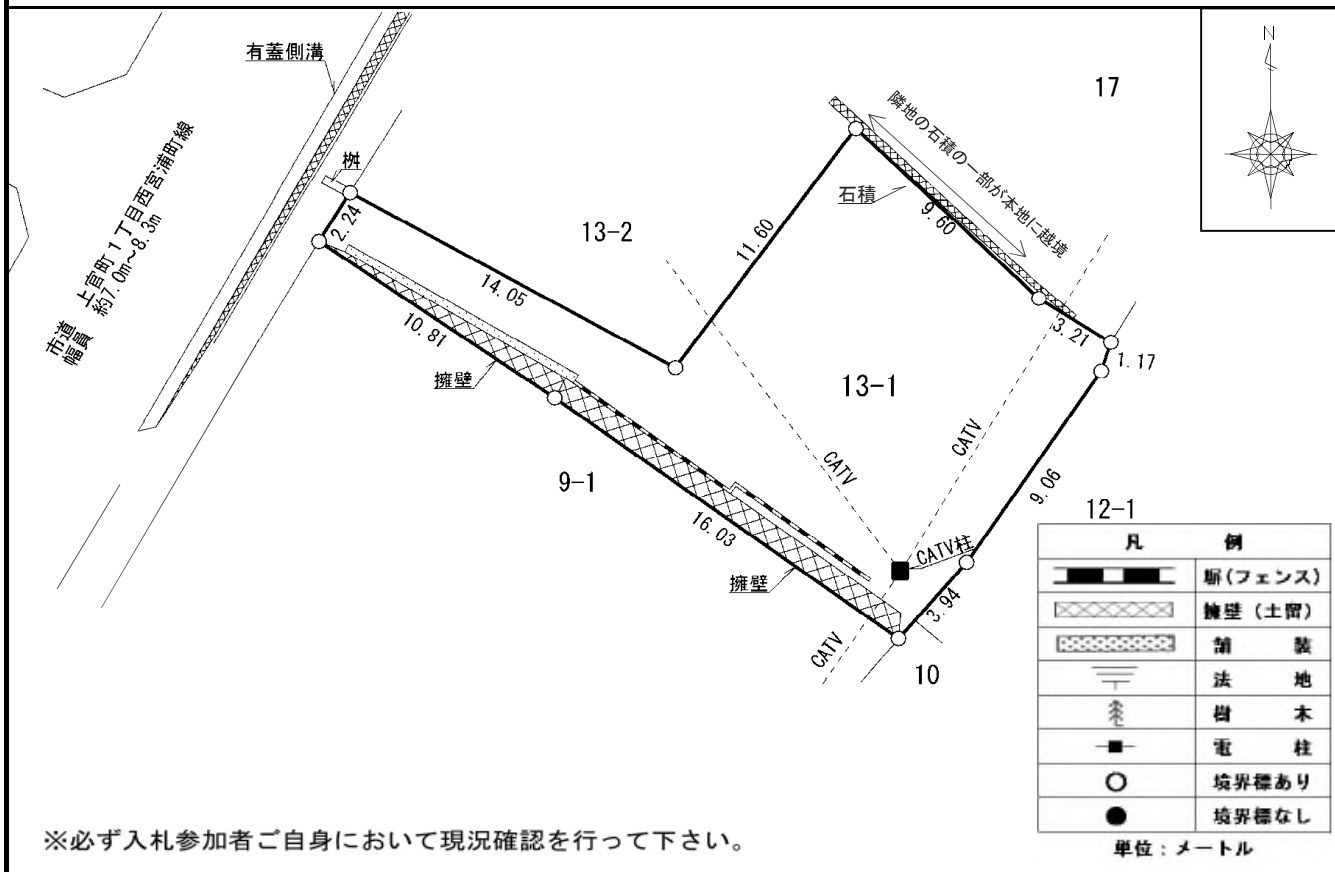 有蓋側溝
市道 上官町1丁目西宮浦町線
幅員 約7.0m~8.3m
桝
2.24
14.05
10.81
擁壁
13-2
11.60
石積
9.60
隣地の石積の一部が本地に越境
17
N
3.21
1.17
13-1
CATV
CATV
9-1
16.03
擁壁
CATV柱
9.06
12-1
3.94
CATV
10
凡 例
塀(フェンス)
擁壁(土留)
舗 装
法 地
樹 木
電 柱
境界標あり
境界標なし
単位:メートル
※必ず入札参加者ご自身において現況確認を行って下さい。